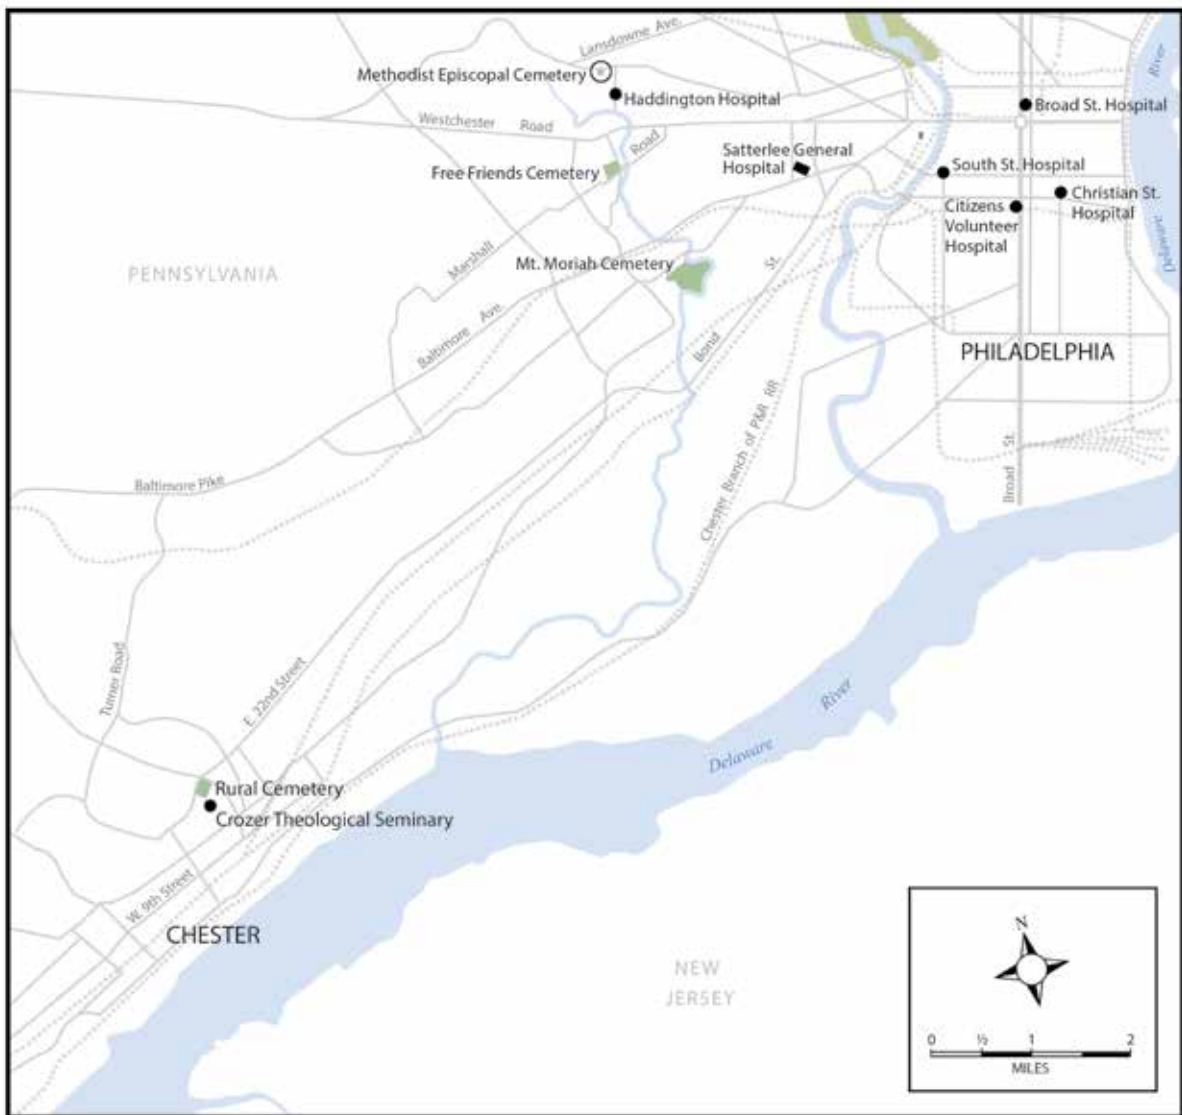 Lansdowne Ave.
River
Methodist Episcopal Cemetery
Haddington Hospital
Broad St. Hospital
Westchester Road
Road
Satterlee General
Hospital
South St. Hospital
Free Friends Cemetery
Christian St.
Hospital
Citizens
Volunteer
Hospital
Delaware
Marshall
Mt. Moriah Cemetery
St.
PENNSYLVANIA
Baltimore Ave.
Bond
PHILADELPHIA
Chester Branch of P&R RR
Broad St.
Baltimore Pike
Turner Road
E. 22nd Street
Delaware River
Rural Cemetery
Crozer Theological Seminary
W. 9th Street
CHESTER
NEW
JERSEY
N
0 ½ 1 2
MILES